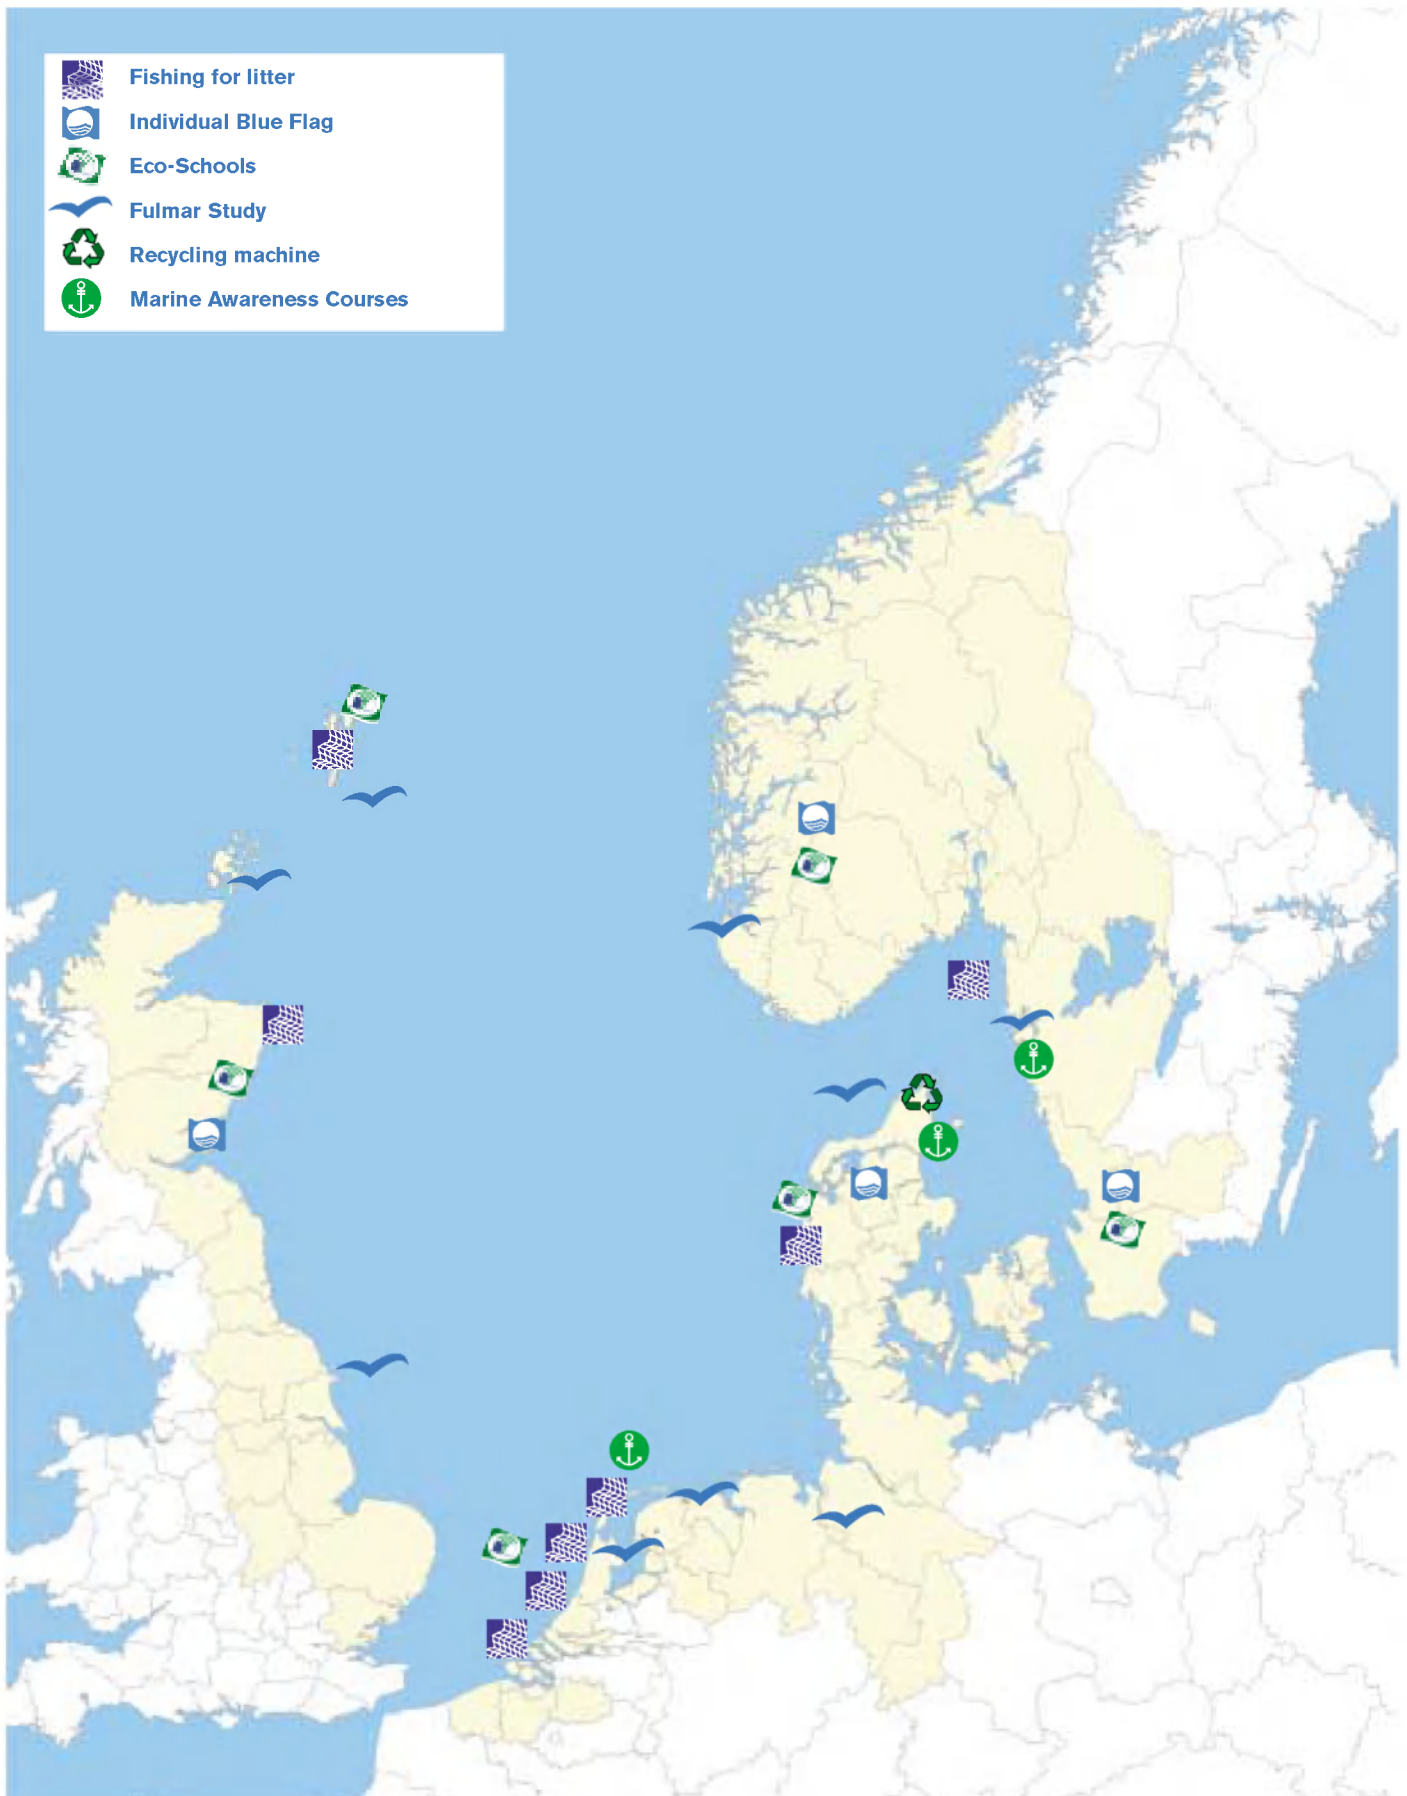 Fishing for litter
Individual Blue Flag
Eco-Schools
Fulmar Study
Recycling machine
Marine Awareness Courses